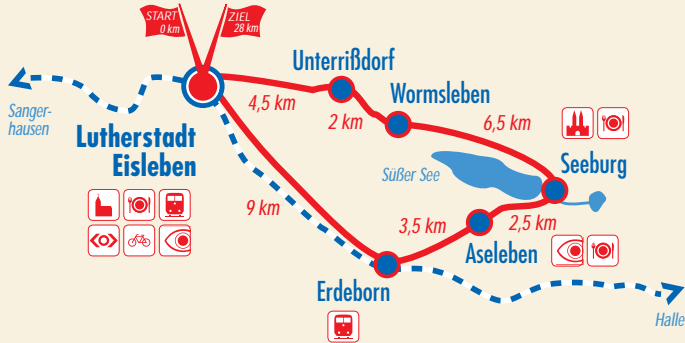 START
0 km
ZIEL
28 km
Unterrißdorf
4,5 km
Wormsleben
2 km
6,5 km
Sanger-
hausen
Lutherstadt
Eisleben
Süßer See
Seeburg
9 km
3,5 km
2,5 km
Aseleben
Erdeborn
Halle